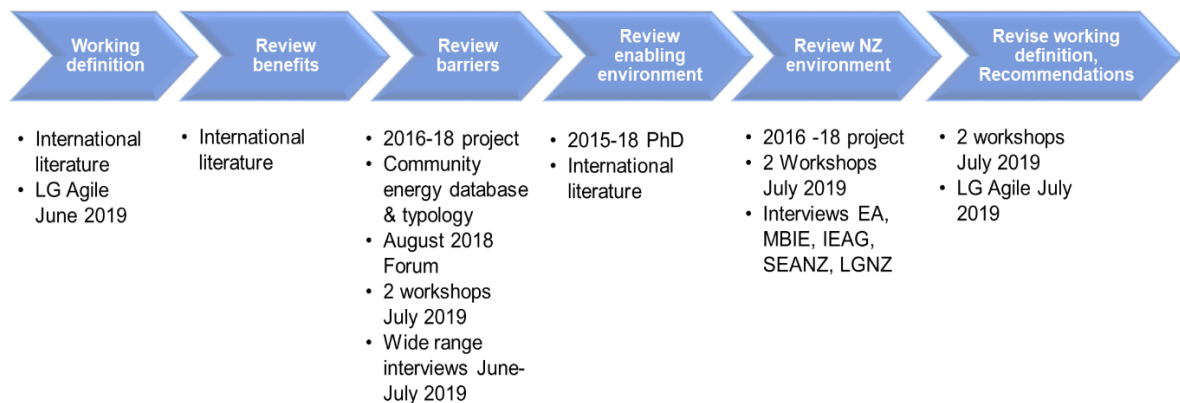 Working
definition
Review
benefits
Review
barriers
Review
enabling
environment
Review NZ
environment
Revise working
definition,
Recommendations
• International
literature
• LG Agile
June 2019
• International
literature
• 2016-18 project
• Community
energy database
& typology
• August 2018
Forum
• 2 workshops
July 2019
• Wide range
interviews June-
July 2019
• 2015-18 PhD
• International
literature
• 2016 -18 project
• 2 Workshops
July 2019
• Interviews EA,
MBIE, IEAG,
SEANZ, LGNZ
• 2 workshops
July 2019
• LG Agile July
2019